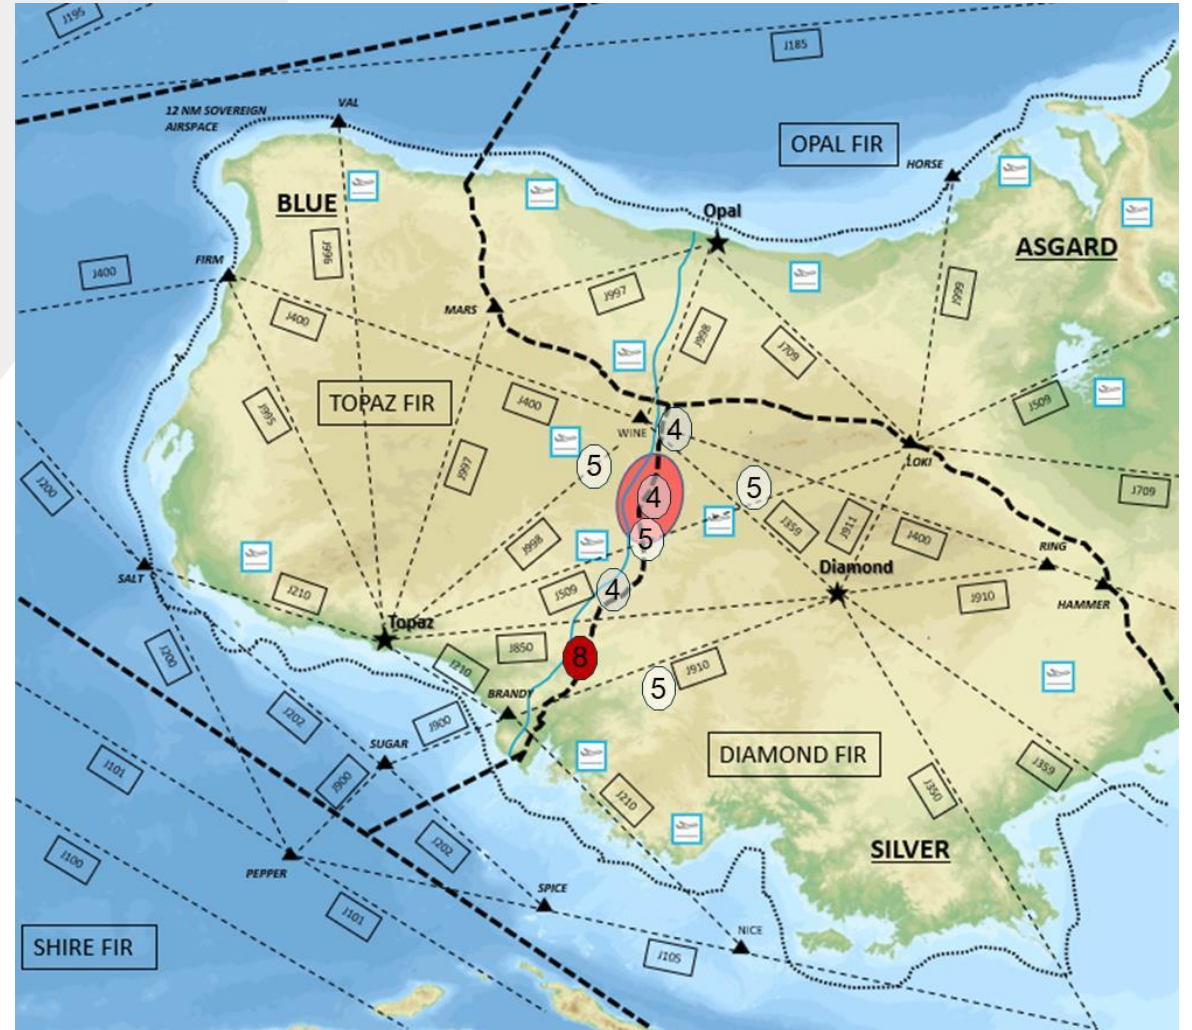 J195
J185
12 NM SOVEREIGN
AIRSPACE
VAL
OPAL FIR
HORSE
BLUE
Opal
ASGARD
J996
FIRM
J400
J999
J997
MARS
J400
J998
J709
TOPAZ FIR
J400
J509
J995
WINE
4
LOKI
5
J997
J200
4
5
J709
J359
J911
J400
5
J998
RING
Diamond
SALT
J210
J509
4
J910
HAMMER
Topaz
J850
8
J200
J210
J910
5
BRANDY
J202
J900
SUGAR
DIAMOND FIR
J101
J900
J210
J350
J359
J100
J202
SILVER
PEPPER
SPICE
J101
NICE
SHIRE FIR
J105